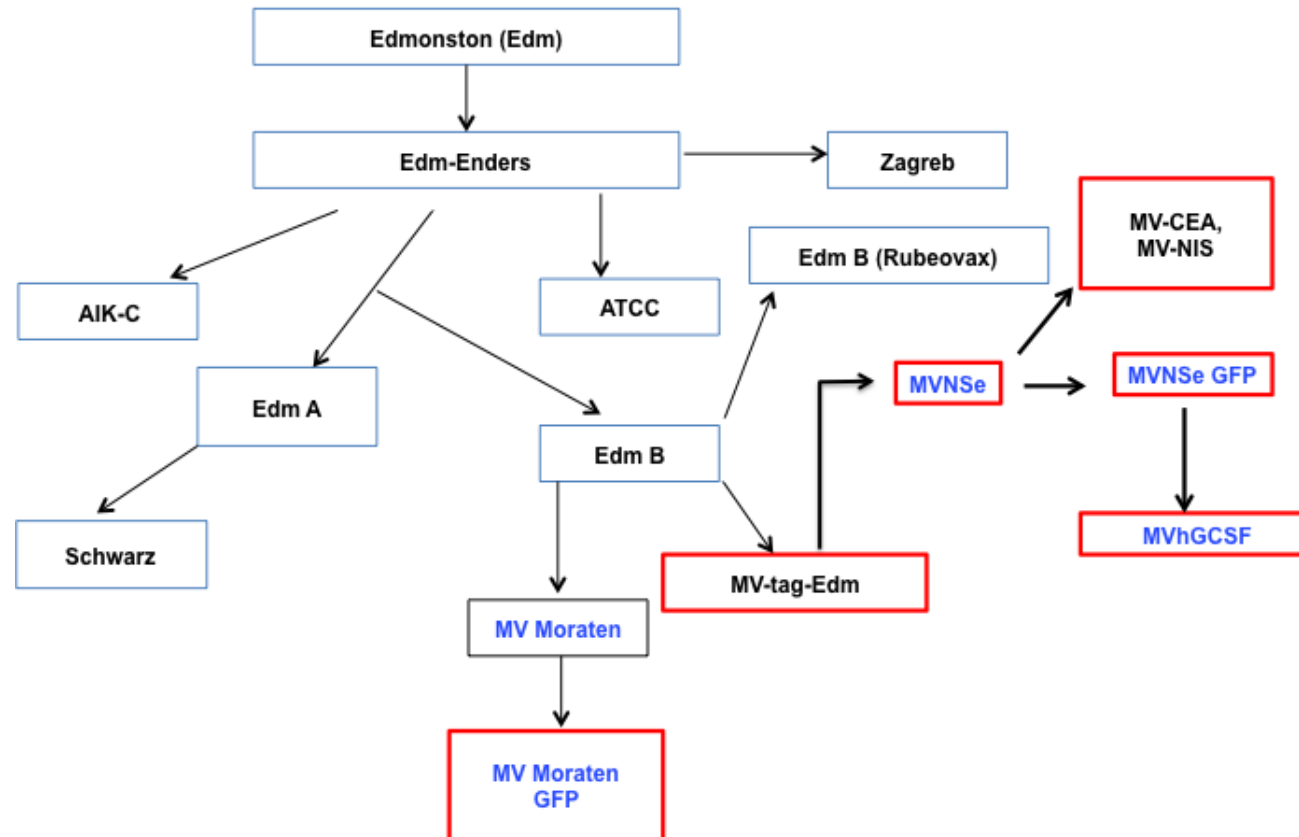 Edmonston (Edm)
Edm-Enders
Zagreb
MV-CEA,
MV-NIS
Edm B (Rubeovax)
AIK-C
ATCC
MVNSe
MVNSe GFP
Edm A
Edm B
Schwarz
MVhGCSF
MV-tag-Edm
MV Moraten
MV Moraten
GFP